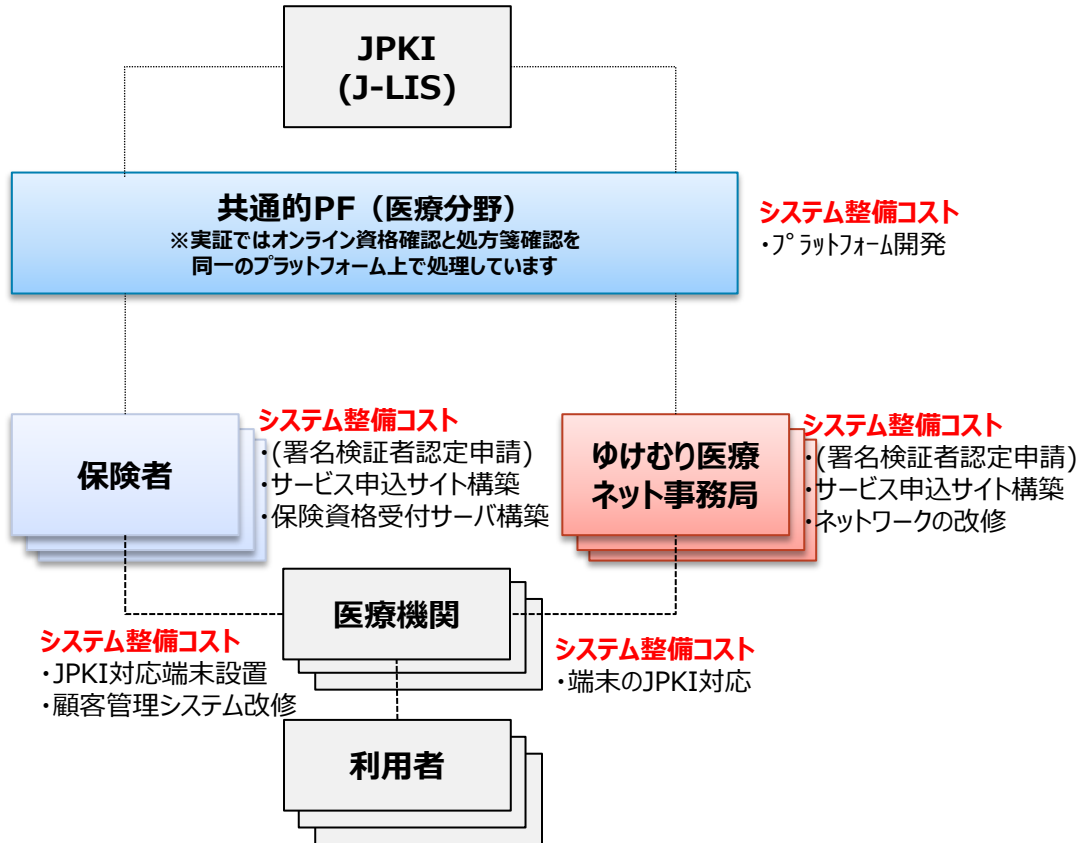 JPKI
(J-LIS)
共通的PF（医療分野）
※実証ではオンライン資格確認と処方箋確認を
同一のプラットフォーム上で処理しています
システム整備コスト
・プラットフォーム開発
保険者
システム整備コスト
・(署名検証者認定申請)
・サービス申込サイト構築
・保険資格受付サーバ構築
ゆけむり医療
ネット事務局
システム整備コスト
・(署名検証者認定申請)
・サービス申込サイト構築
・ネットワークの改修
医療機関
システム整備コスト
・JPKI対応端末設置
・顧客管理システム改修
システム整備コスト
・端末のJPKI対応
利用者